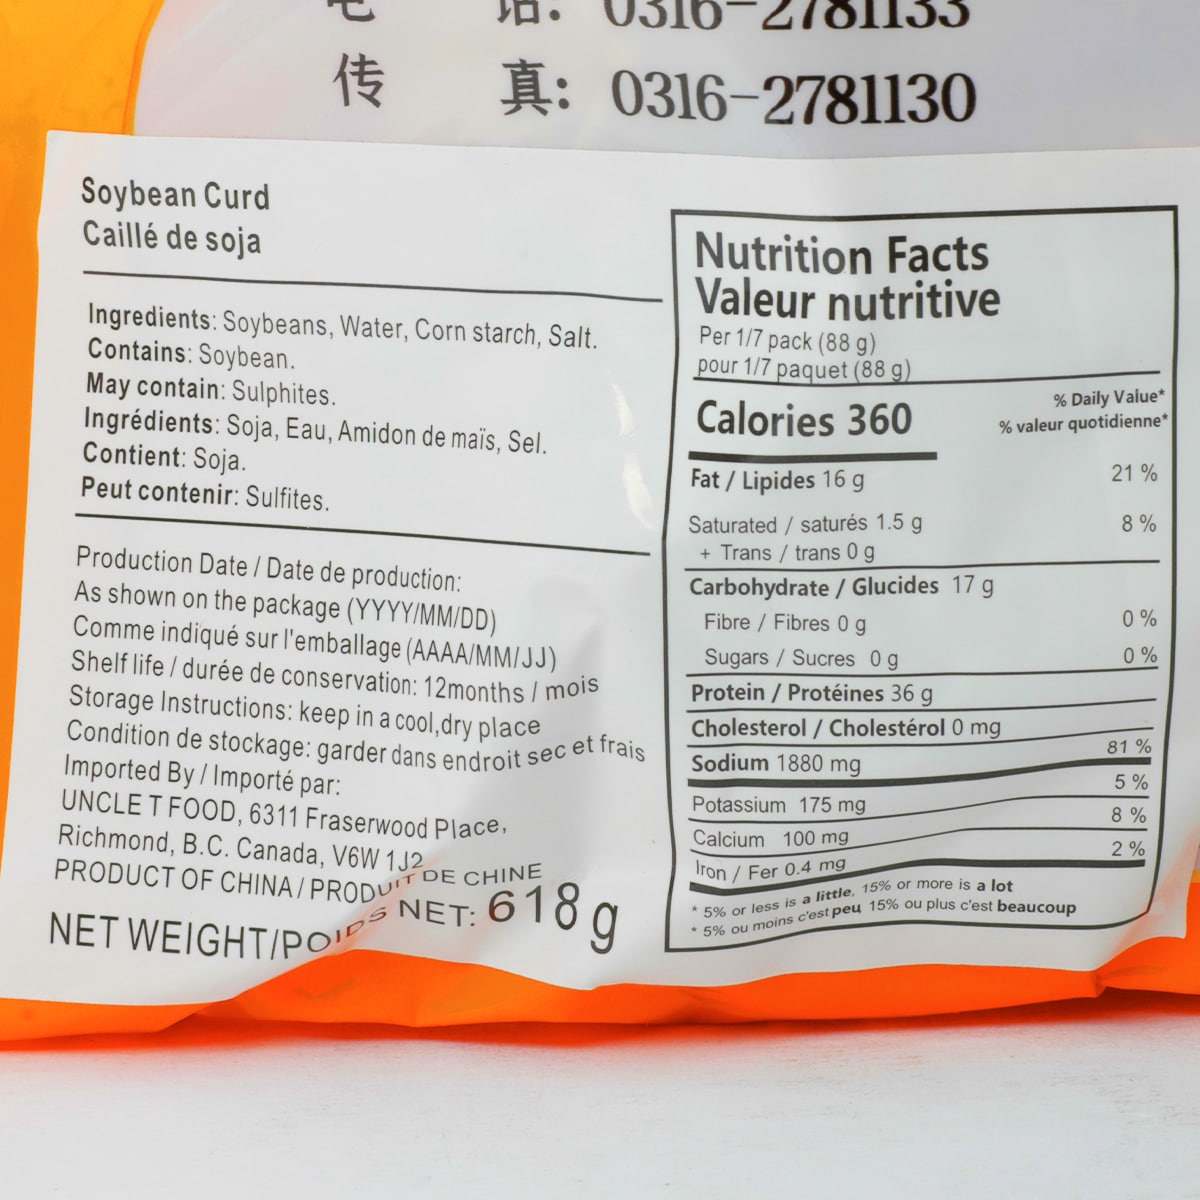 电 话: 0316-2781133
传 真: 0316-2781130
Soybean Curd
Caillé de soja
Ingredients: Soybeans, Water, Corn starch, Salt.
Contains: Soybean.
May contain: Sulphites.
Ingrédients: Soja, Eau, Amidon de maïs, Sel.
Contient: Soja.
Peut contenir: Sulfites.
Production Date / Date de production:
As shown on the package (YYYY/MM/DD)
Comme indiqué sur l'emballage (AAAA/MM/JJ)
Shelf life / durée de conservation: 12months / mois
Storage Instructions: keep in a cool,dry place
Condition de stockage: garder dans endroit sec et frais
Imported By / Importé par:
UNCLE T FOOD, 6311 Fraserwood Place,
Richmond, B.C. Canada, V6W 1J2
PRODUCT OF CHINA / PRODUIT DE CHINE
NET WEIGHT/POIDS NET: 618 g
Nutrition Facts
Valeur nutritive
Per 1/7 pack (88 g)
pour 1/7 paquet (88 g)
Calories 360
% Daily Value*
% valeur quotidienne*
Fat / Lipides 16 g 21 %
Saturated / saturés 1.5 g 8 %
+ Trans / trans 0 g
Carbohydrate / Glucides 17 g
Fibre / Fibres 0 g 0 %
Sugars / Sucres 0 g 0 %
Protein / Protéines 36 g
Cholesterol / Cholestérol 0 mg
Sodium 1880 mg 81 %
Potassium 175 mg 5 %
Calcium 100 mg 8 %
Iron / Fer 0.4 mg 2 %
* 5% or less is a little, 15% or more is a lot
* 5% ou moins c'est peu, 15% ou plus c'est beaucoup